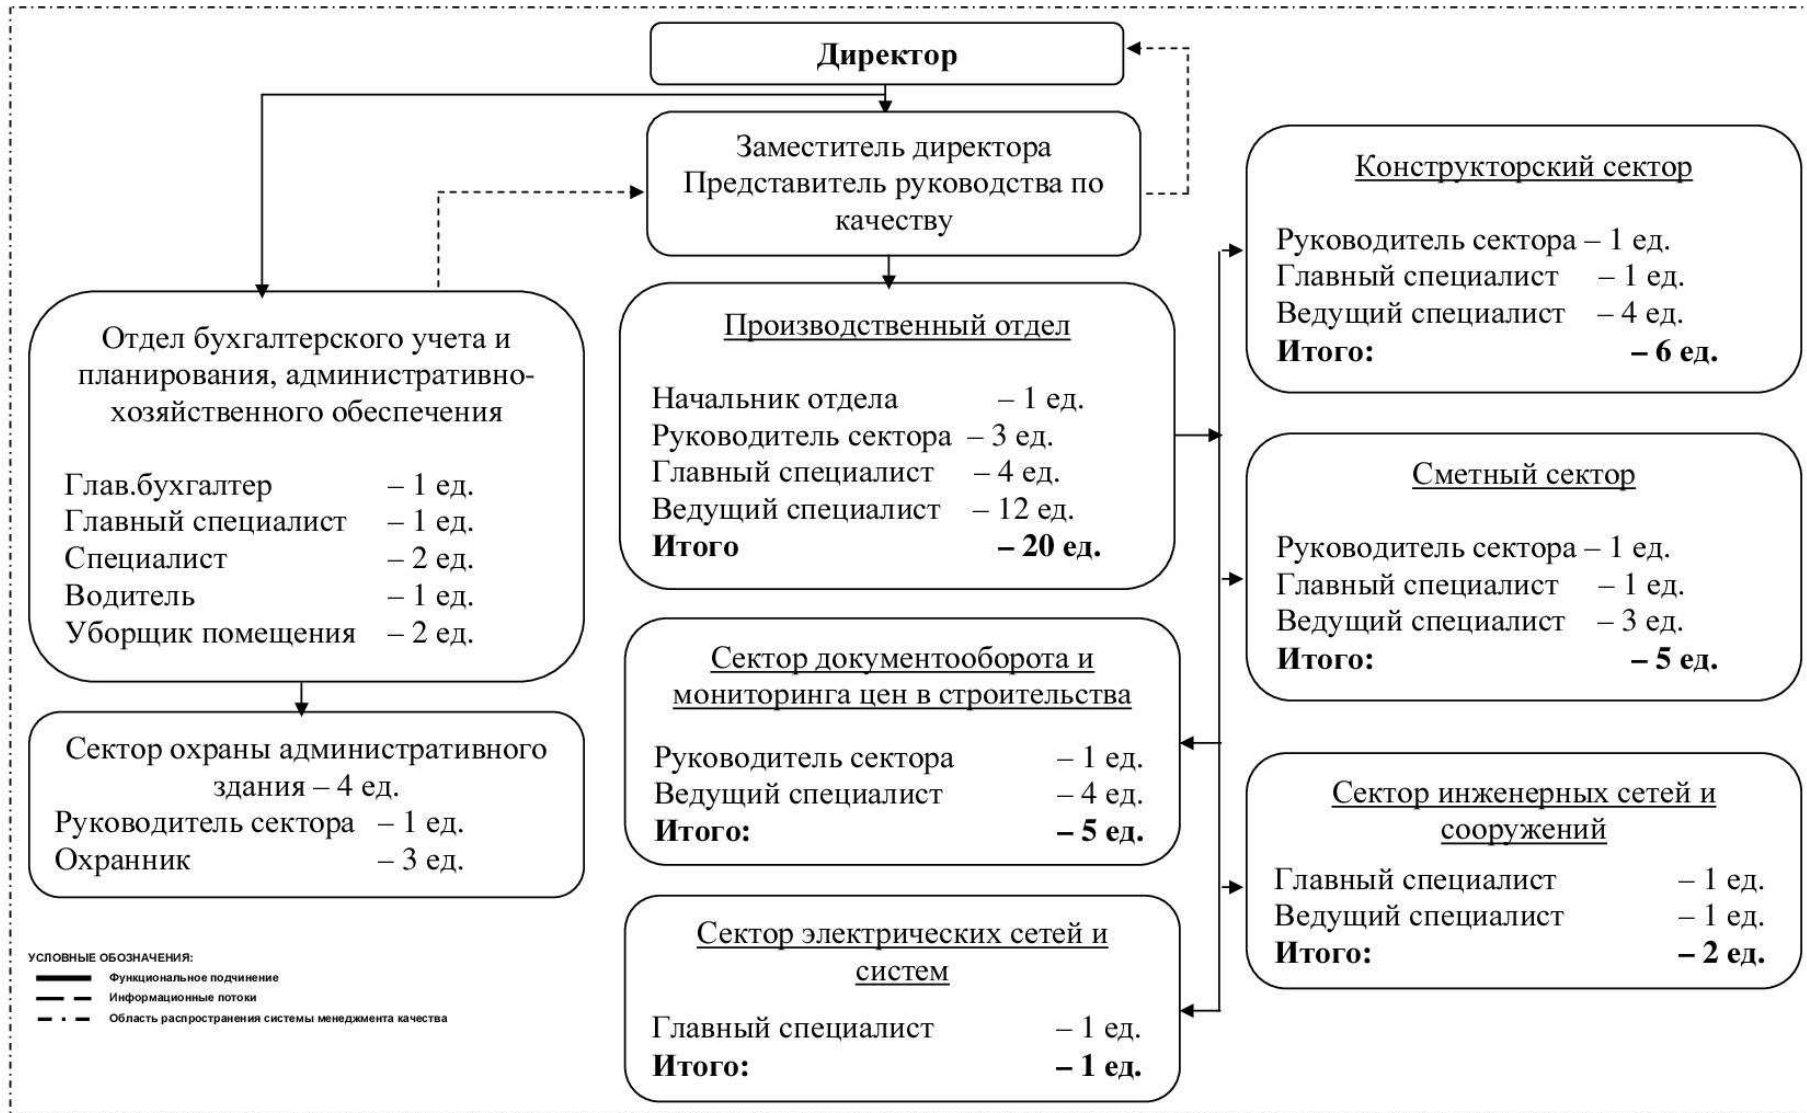 Директор
Заместитель директора
Представитель руководства по
качеству
Отдел бухгалтерского учета и
планирования, административно-
хозяйственного обеспечения
Глав.бухгалтер – 1 ед.
Главный специалист – 1 ед.
Специалист – 2 ед.
Водитель – 1 ед.
Уборщик помещения – 2 ед.
Сектор охраны административного
здания – 4 ед.
Руководитель сектора – 1 ед.
Охранник – 3 ед.
УСЛОВНЫЕ ОБОЗНАЧЕНИЯ:
Функциональное подчинение
Информационные потоки
Область распространения системы менеджмента качества
Производственный отдел
Начальник отдела – 1 ед.
Руководитель сектора – 3 ед.
Главный специалист – 4 ед.
Ведущий специалист – 12 ед.
Итого – 20 ед.
Сектор документооборота и
мониторинга цен в строительства
Руководитель сектора – 1 ед.
Ведущий специалист – 4 ед.
Итого: – 5 ед.
Сектор электрических сетей и
систем
Главный специалист – 1 ед.
Итого: – 1 ед.
Конструкторский сектор
Руководитель сектора – 1 ед.
Главный специалист – 1 ед.
Ведущий специалист – 4 ед.
Итого: – 6 ед.
Сметный сектор
Руководитель сектора – 1 ед.
Главный специалист – 1 ед.
Ведущий специалист – 3 ед.
Итого: – 5 ед.
Сектор инженерных сетей и
сооружений
Главный специалист – 1 ед.
Ведущий специалист – 1 ед.
Итого: – 2 ед.